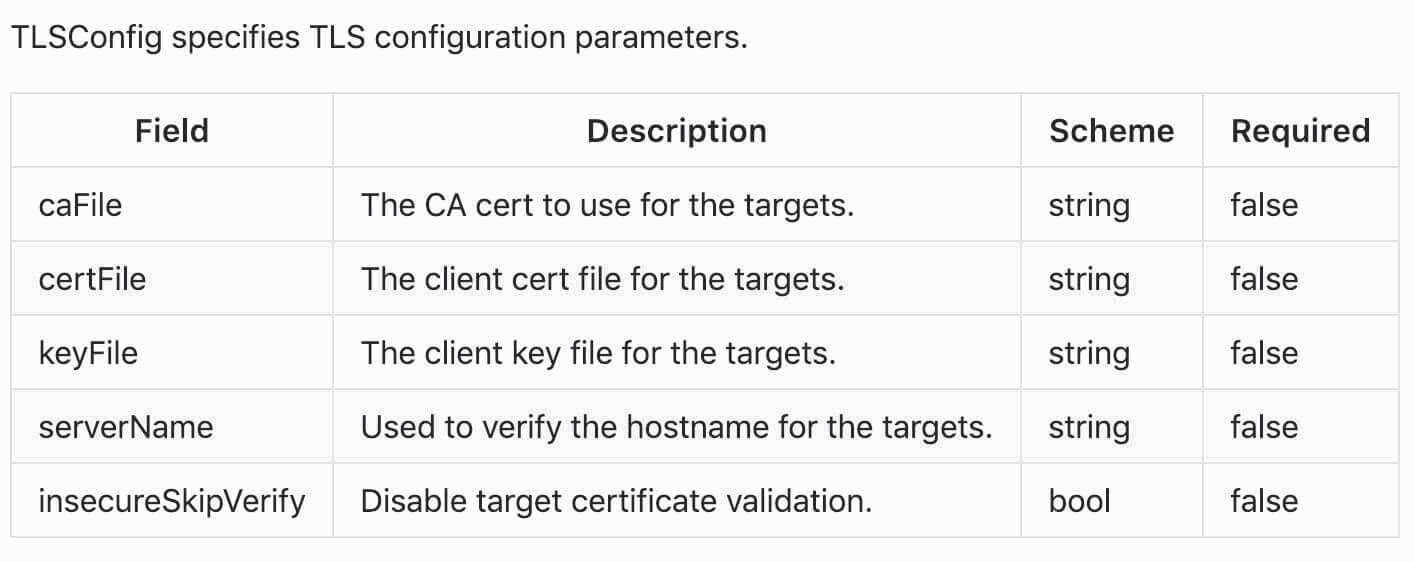 TLSConfig specifies TLS configuration parameters.
Field Description Scheme Required
caFile The CA cert to use for the targets. string false
certFile The client cert file for the targets. string false
keyFile The client key file for the targets. string false
serverName Used to verify the hostname for the targets. string false
insecureSkipVerify Disable target certificate validation. bool false